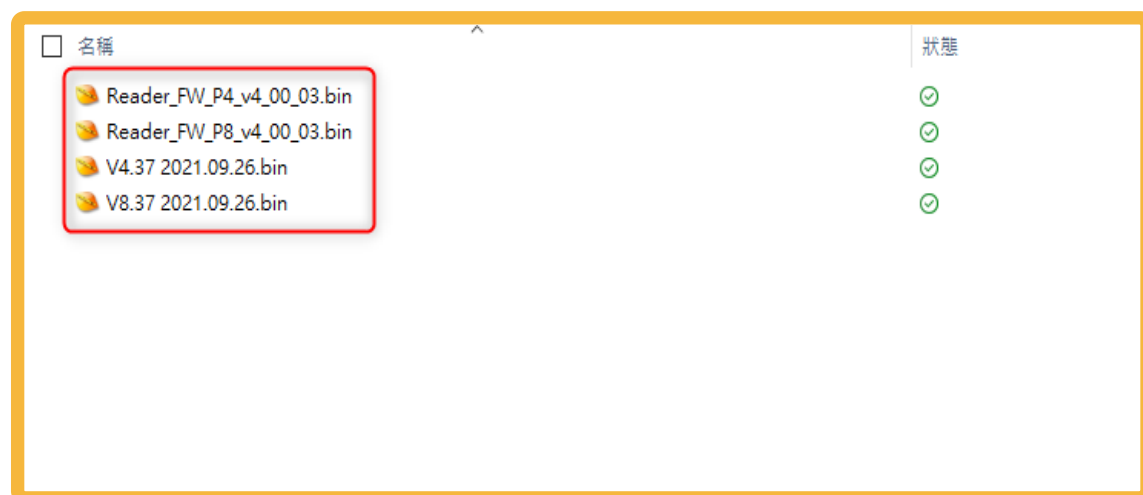 名稱 狀態
Reader_FW_P4_v4_00_03.bin
Reader_FW_P8_v4_00_03.bin
V4.37 2021.09.26.bin
V8.37 2021.09.26.bin